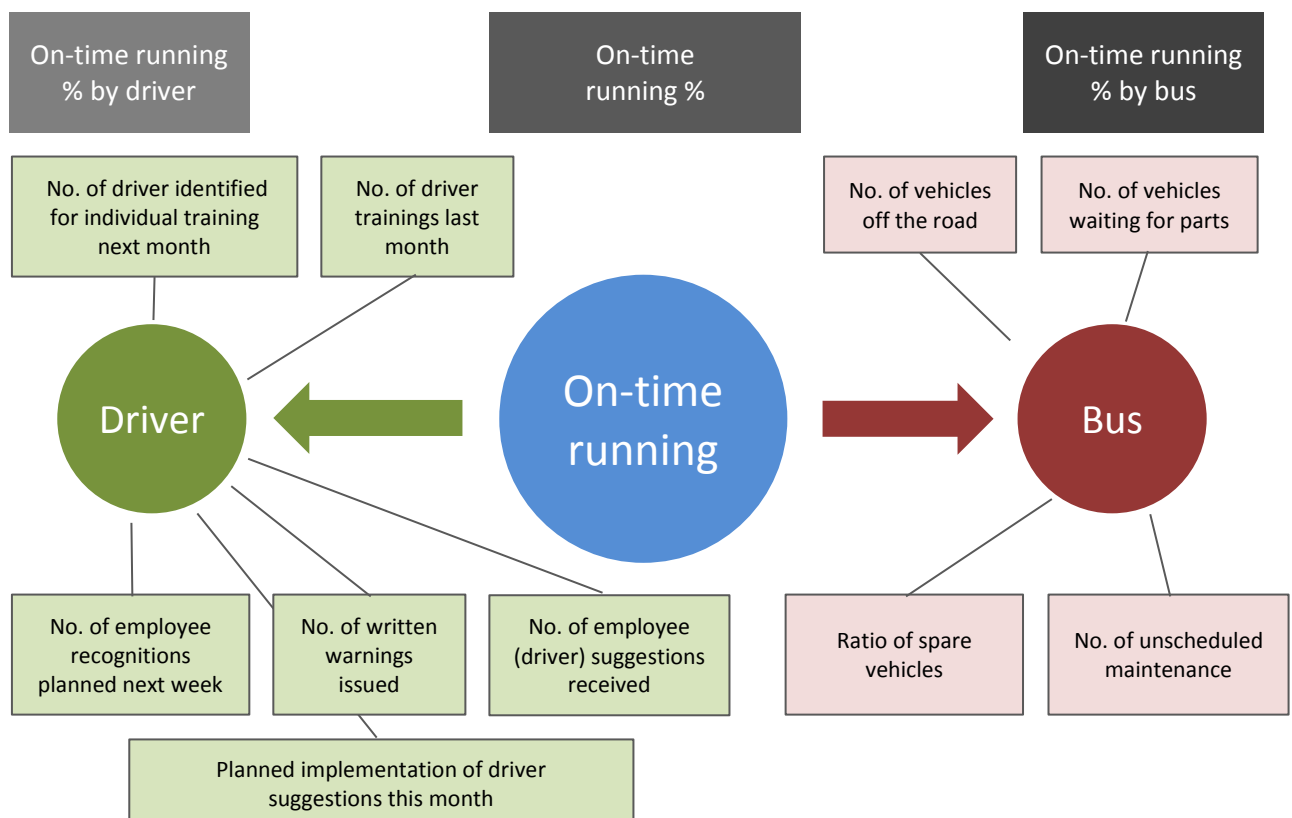 On-time running
% by driver
On-time
running %
On-time running
% by bus
No. of driver identified
for individual training
next month
No. of driver
trainings last
month
No. of vehicles
off the road
No. of vehicles
waiting for parts
Driver
On-time
running
Bus
No. of employee
recognitions
planned next week
No. of written
warnings
issued
No. of employee
(driver) suggestions
received
Ratio of spare
vehicles
No. of unscheduled
maintenance
Planned implementation of driver
suggestions this month